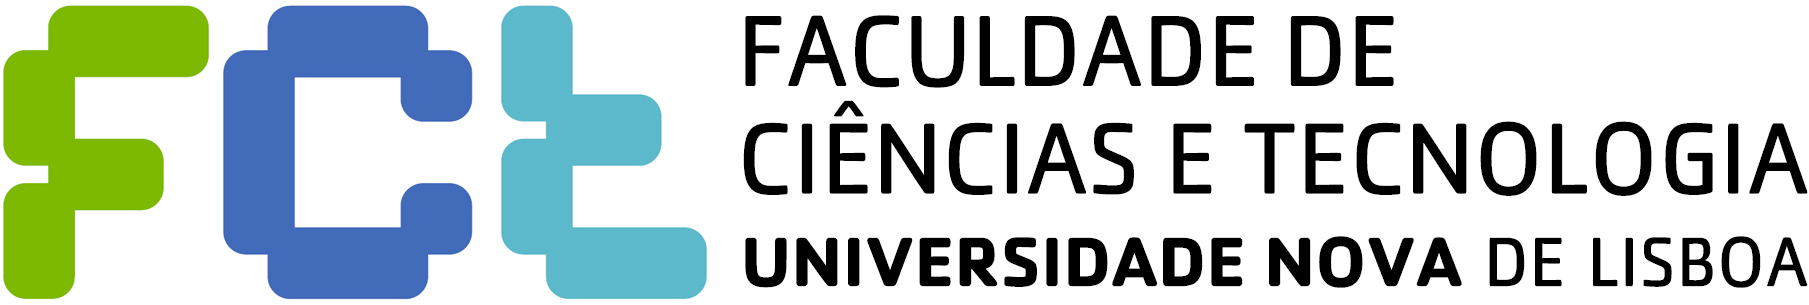 FCt
FACULDADE DE
CIÊNCIAS E TECNOLOGIA
UNIVERSIDADE NOVA DE LISBOA